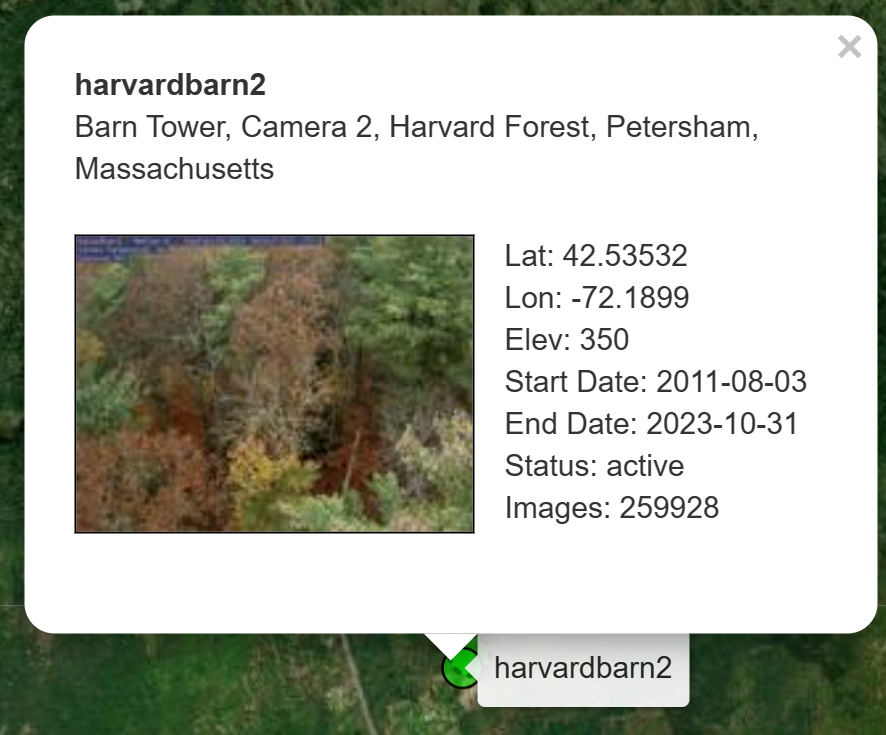 harvardbarn2
Barn Tower, Camera 2, Harvard Forest, Petersham,
Massachusetts
Lat: 42.53532
Lon: -72.1899
Elev: 350
Start Date: 2011-08-03
End Date: 2023-10-31
Status: active
Images: 259928
harvardbarn2